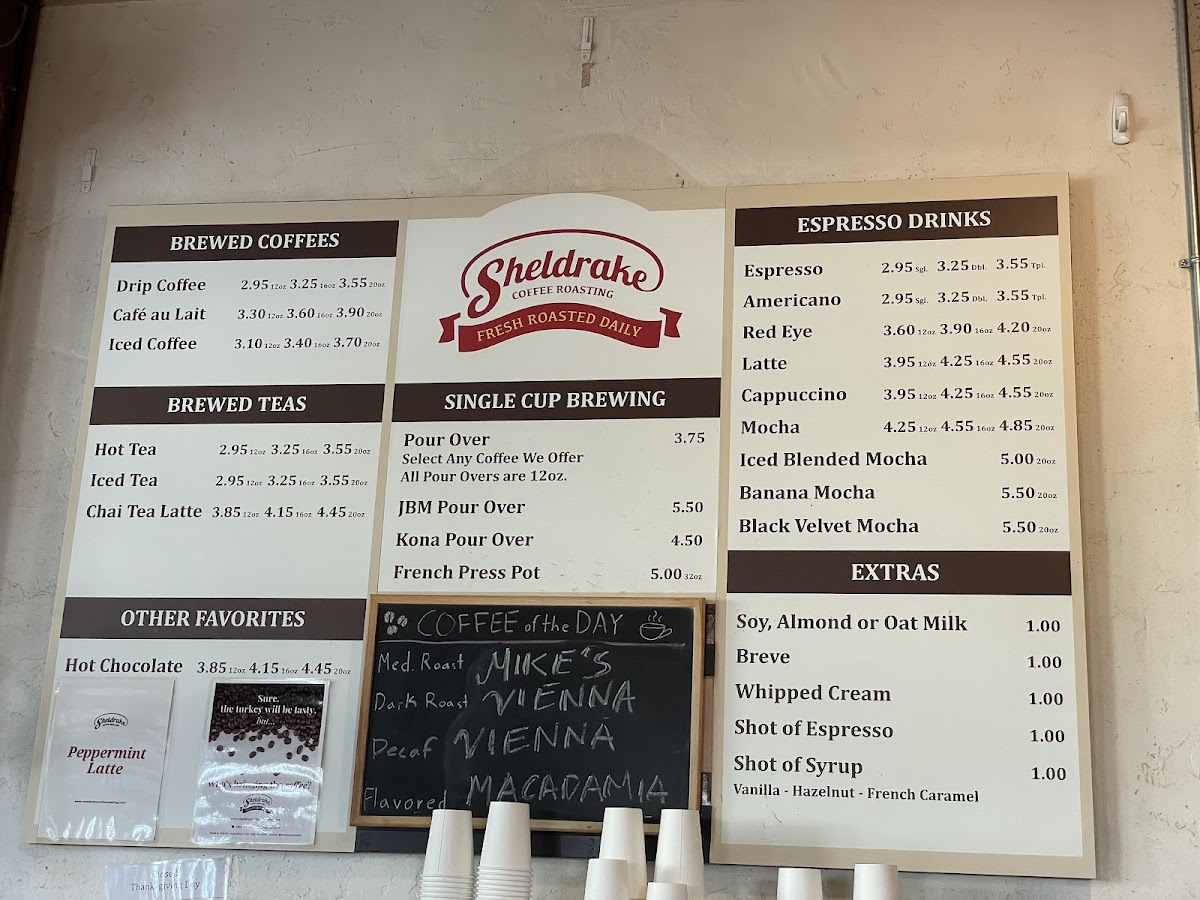 BREWED COFFEES
Drip Coffee 2.95 12oz 3.25 16oz 3.55 20oz
Café au Lait 3.30 12oz 3.60 16oz 3.90 20oz
Iced Coffee 3.10 12oz 3.40 16oz 3.70 20oz
BREWED TEAS
Hot Tea 2.95 12oz 3.25 16oz 3.55 20oz
Iced Tea 2.95 12oz 3.25 16oz 3.55 20oz
Chai Tea Latte 3.85 12oz 4.15 16oz 4.45 20oz
OTHER FAVORITES
Hot Chocolate 3.85 12oz 4.15 16oz 4.45 20oz
Sheldrake
Peppermint
Latte
Sure.
the turkey will be tasty.
but...
Who's bringing the coffee?
Sheldrake
Closed
Thanksgiving Day
Sheldrake
COFFEE ROASTING
FRESH ROASTED DAILY
SINGLE CUP BREWING
Pour Over 3.75
Select Any Coffee We Offer
All Pour Overs are 12oz.
JBM Pour Over 5.50
Kona Pour Over 4.50
French Press Pot 5.00 32oz
COFFEE of the DAY
Med. Roast MIKE'S
Dark Roast VIENNA
Decaf VIENNA
Flavored MACADAMIA
ESPRESSO DRINKS
Espresso 2.95 Sgl. 3.25 Dbl. 3.55 Tpl.
Americano 2.95 Sgl. 3.25 Dbl. 3.55 Tpl.
Red Eye 3.60 12oz 3.90 16oz 4.20 20oz
Latte 3.95 12oz 4.25 16oz 4.55 20oz
Cappuccino 3.95 12oz 4.25 16oz 4.55 20oz
Mocha 4.25 12oz 4.55 16oz 4.85 20oz
Iced Blended Mocha 5.00 20oz
Banana Mocha 5.50 20oz
Black Velvet Mocha 5.50 20oz
EXTRAS
Soy, Almond or Oat Milk 1.00
Breve 1.00
Whipped Cream 1.00
Shot of Espresso 1.00
Shot of Syrup 1.00
Vanilla - Hazelnut - French Caramel